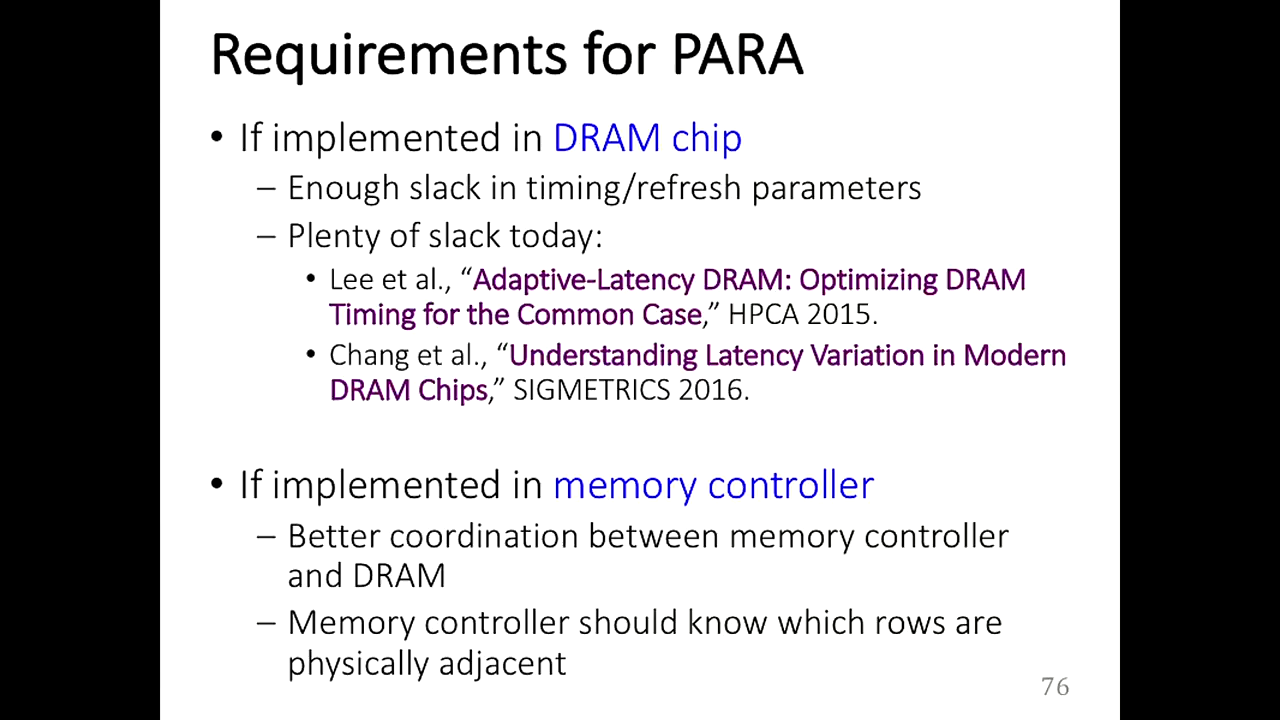 Requirements for PARA
• If implemented in DRAM chip
– Enough slack in timing/refresh parameters
– Plenty of slack today:
• Lee et al., “Adaptive-Latency DRAM: Optimizing DRAM
Timing for the Common Case,” HPCA 2015.
• Chang et al., “Understanding Latency Variation in Modern
DRAM Chips,” SIGMETRICS 2016.
• If implemented in memory controller
– Better coordination between memory controller
and DRAM
– Memory controller should know which rows are
physically adjacent
76